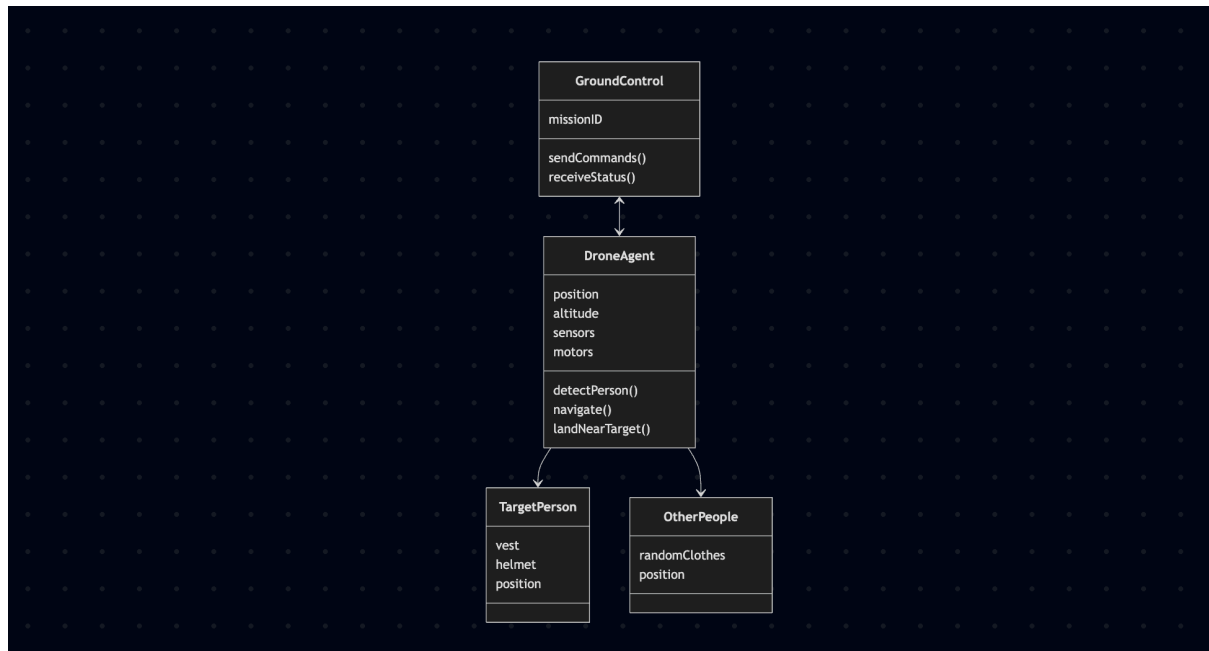 GroundControl
missionID
sendCommands()
receiveStatus()
DroneAgent
position
altitude
sensors
motors
detectPerson()
navigate()
landNearTarget()
TargetPerson
vest
helmet
position
OtherPeople
randomClothes
position